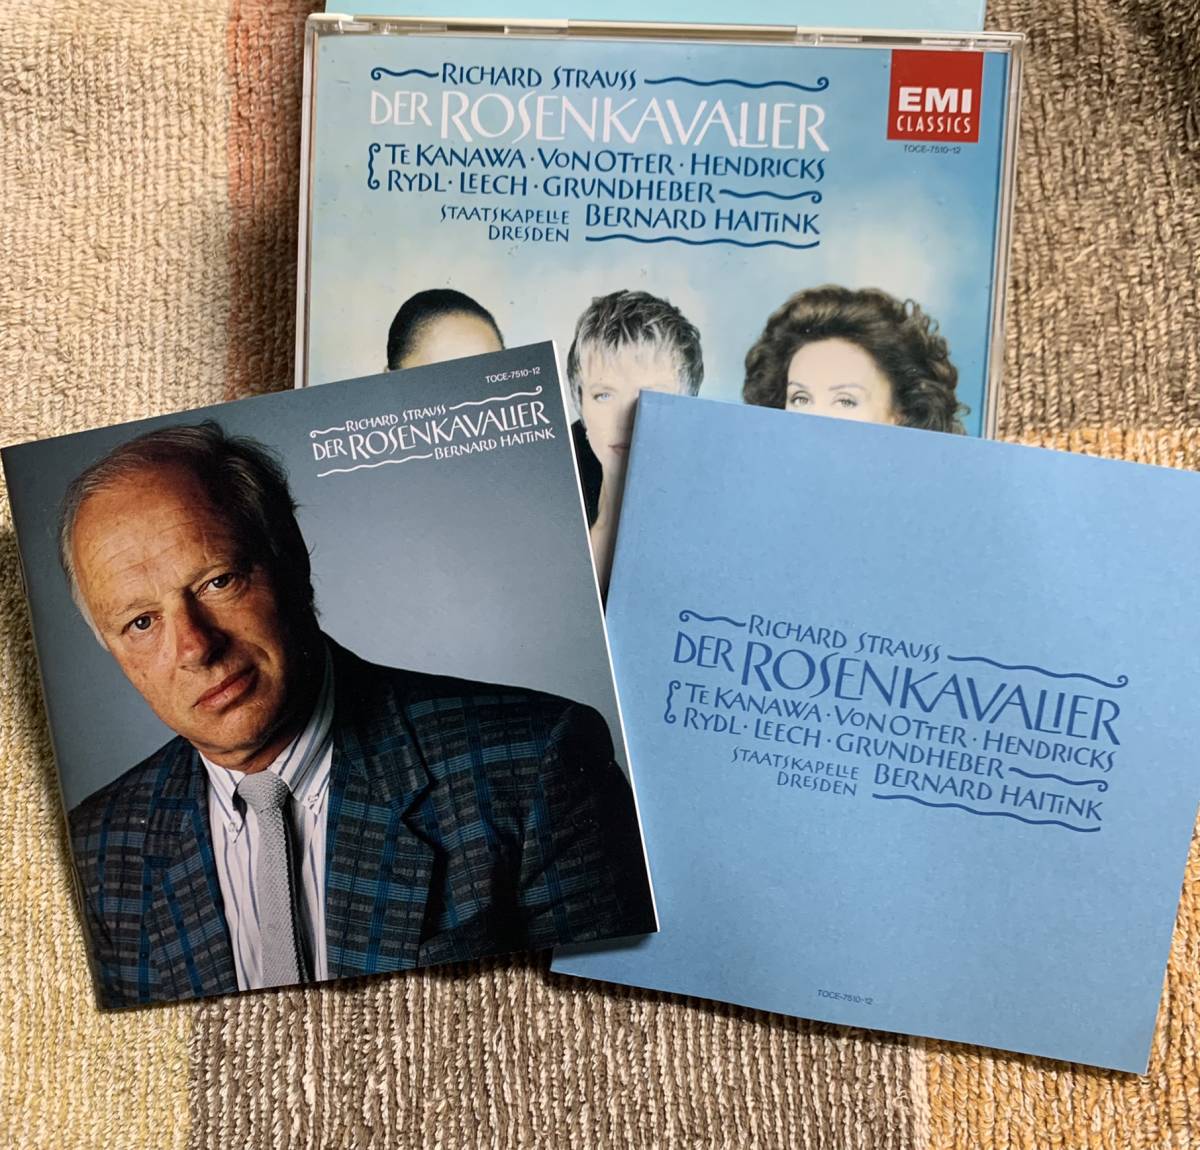 RICHARD STRAUSS
DER ROSENKAVALIER
TE KANAWA · VON OTTER · HENDRICKS
RYDL · LEECH · GRUNDHEBER
STAATSKAPELLE
DRESDEN
BERNARD HAITINK
EMI
CLASSICS
TOCE-7510-12
TOCE-7510-12
RICHARD STRAUSS
DER ROSENKAVALIER
BERNARD HAITINK
RICHARD STRAUSS
DER ROSENKAVALIER
TE KANAWA · VON OTTER · HENDRICKS
RYDL · LEECH · GRUNDHEBER
STAATSKAPELLE
DRESDEN
BERNARD HAITINK
TOCE-7510-12